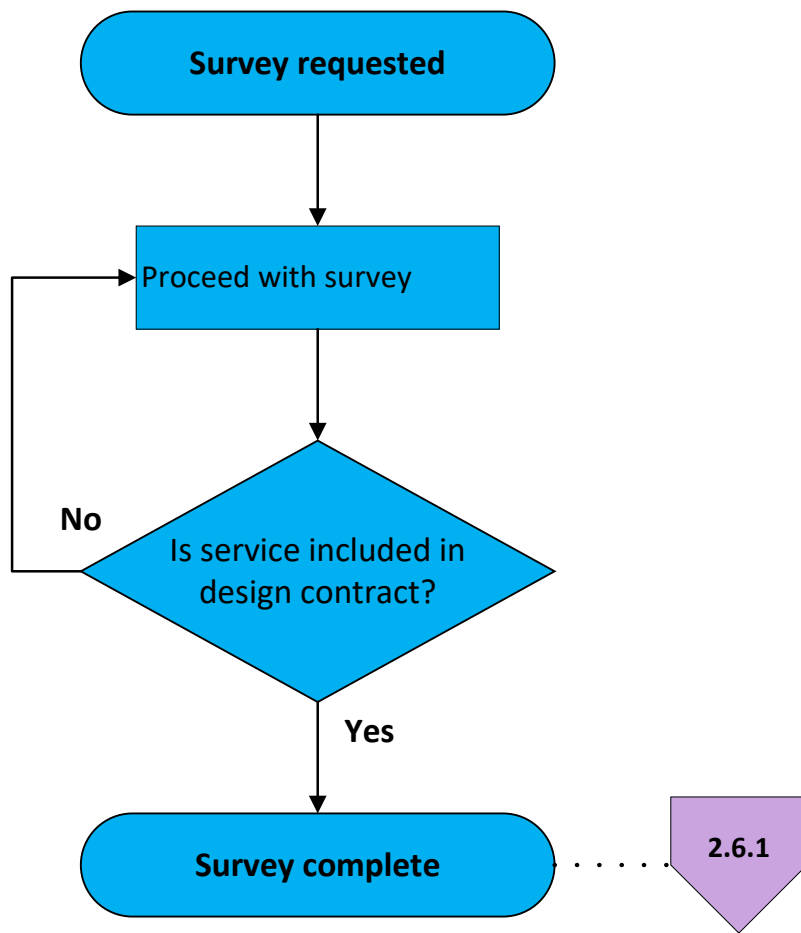 Survey requested
Proceed with survey
No
Is service included in
design contract?
Yes
Survey complete
2.6.1